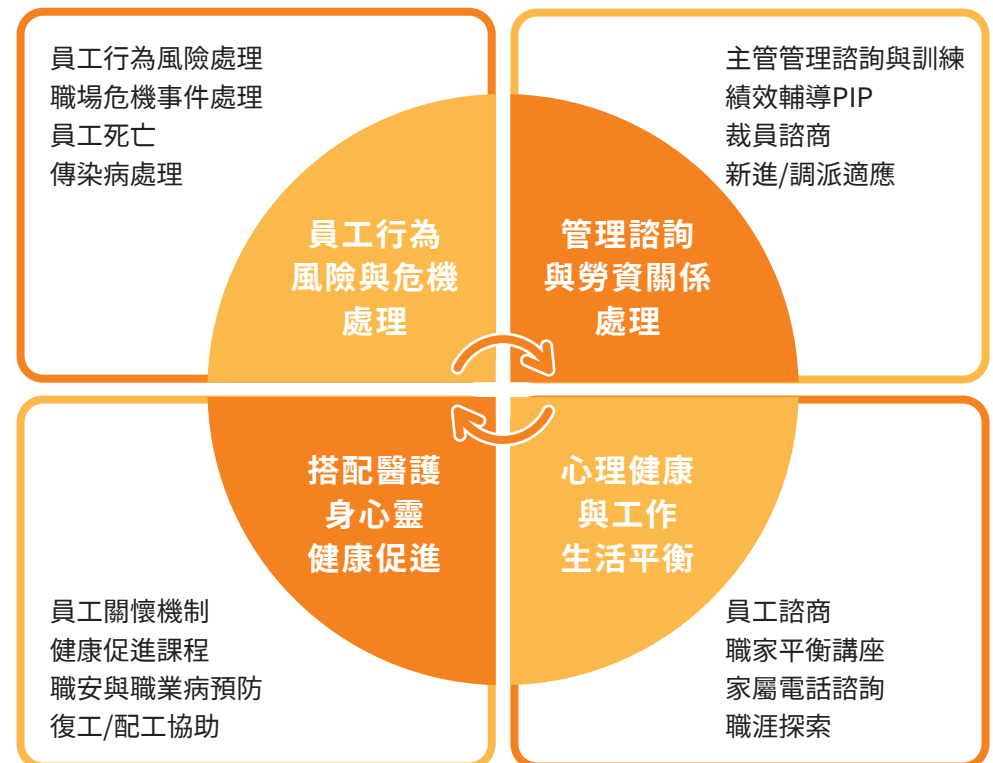 員工行為風險處理
職場危機事件處理
員工死亡
傳染病處理
員工行為
風險與危機
處理
主管管理諮詢與訓練
績效輔導PIP
裁員諮商
新進/調派適應
管理諮詢
與勞資關係
處理
搭配醫護
身心靈
健康促進
員工關懷機制
健康促進課程
職安與職業病預防
復工/配工協助
心理健康
與工作
生活平衡
員工諮商
職家平衡講座
家屬電話諮詢
職涯探索